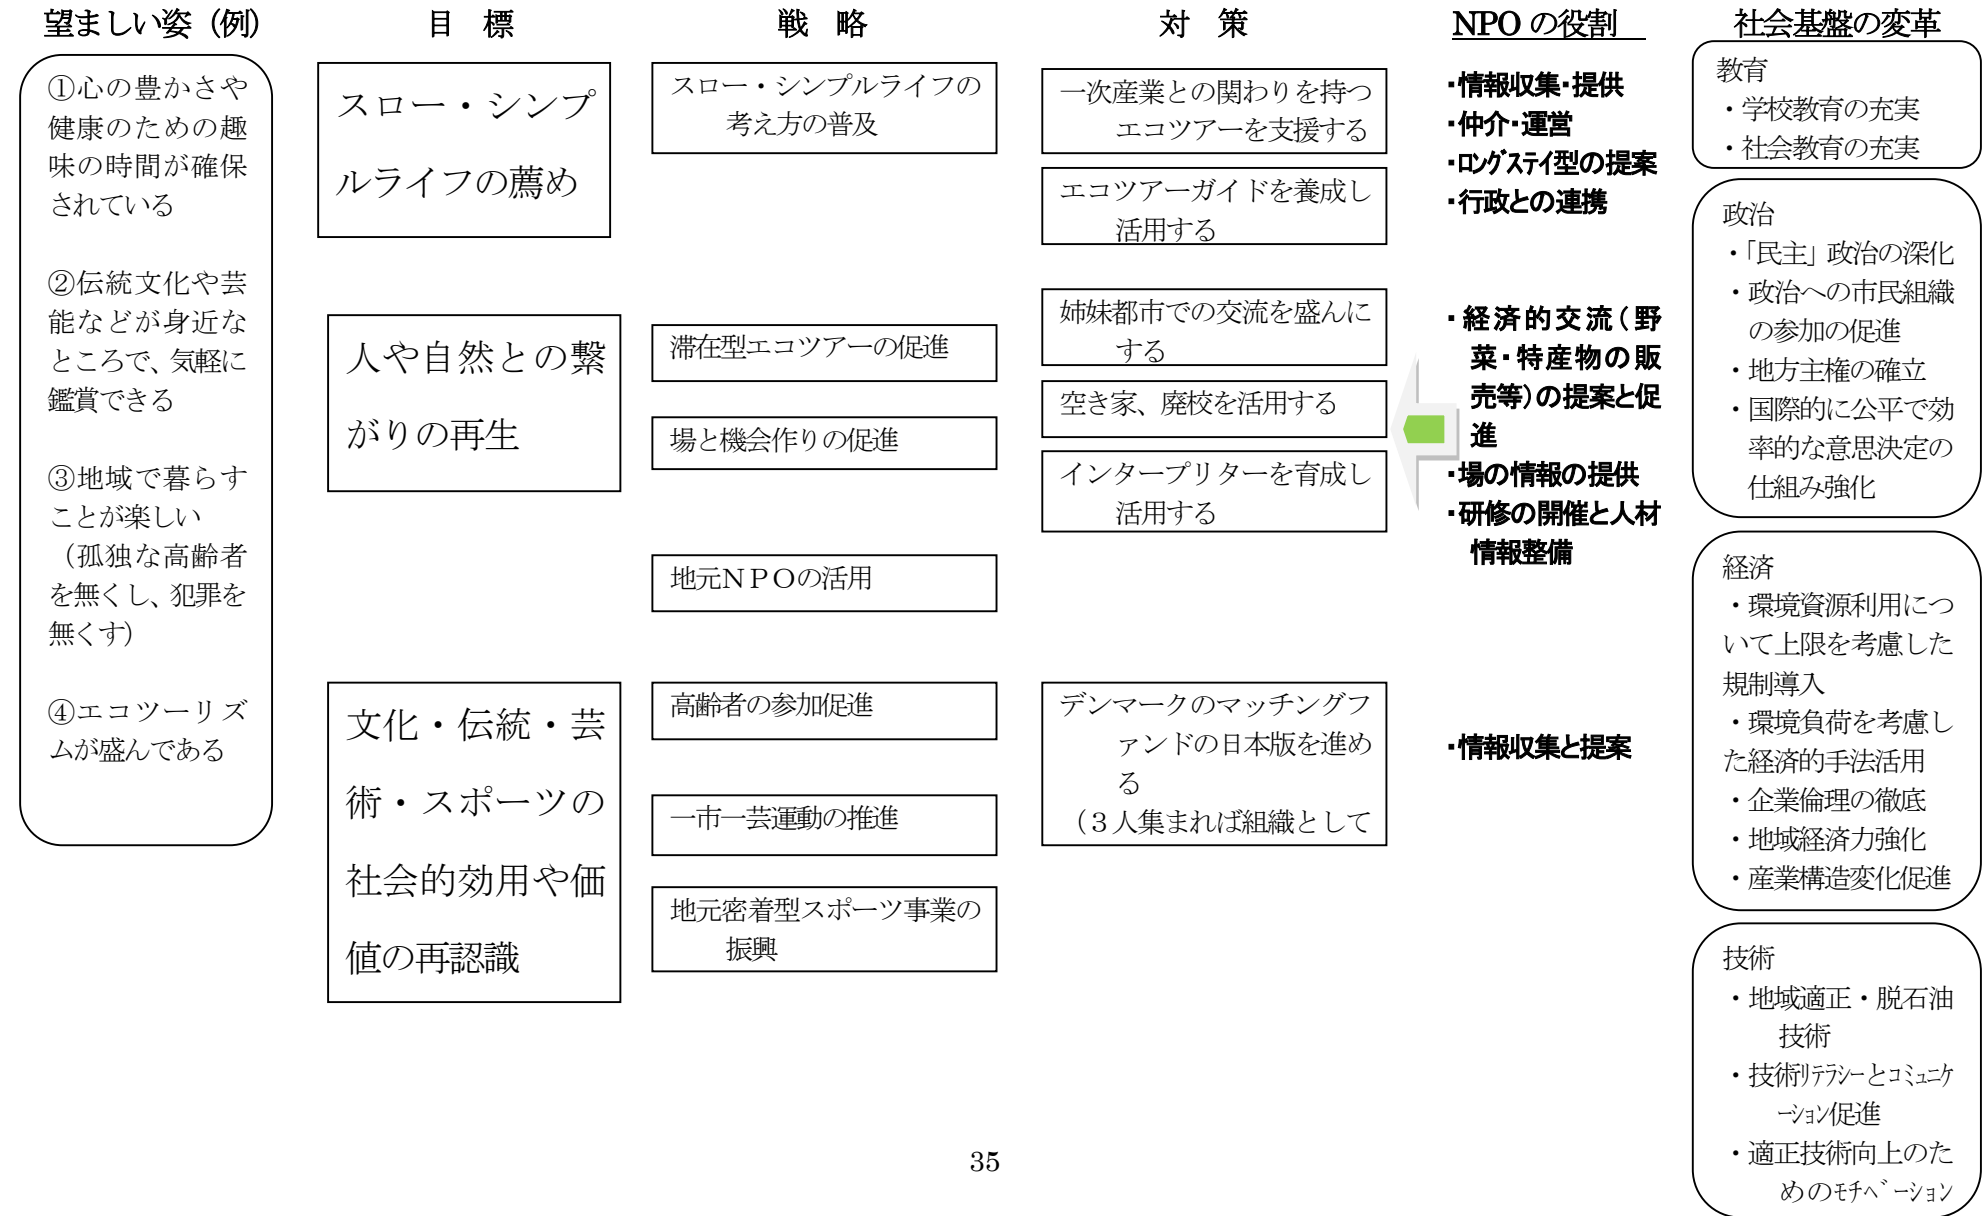 望ましい姿（例）
①心の豊かさや
健康のための趣
味の時間が確保
されている
②伝統文化や芸
能などが身近な
ところで、気軽に
鑑賞できる
③地域で暮らす
ことが楽しい
（孤独な高齢者
を無くし、犯罪を
無くす）
④エコツーリズ
ムが盛んである
目　標
スロー・シンプ
ルライフの薦め
人や自然との繋
がりの再生
文化・伝統・芸
術・スポーツの
社会的効用や価
値の再認識
戦　略
スロー・シンプルライフの
考え方の普及
滞在型エコツアーの促進
場と機会作りの促進
地元ＮＰＯの活用
高齢者の参加促進
一市一芸運動の推進
地元密着型スポーツ事業の
振興
対　策
一次産業との関わりを持つ
エコツアーを支援する
エコツアーガイドを養成し
活用する
姉妹都市での交流を盛んに
する
空き家、廃校を活用する
インタープリターを育成し
活用する
デンマークのマッチングフ
ァンドの日本版を進め
る
（３人集まれば組織として
NPO の役割
・情報収集・提供
・仲介・運営
・ﾛﾝｸﾞｽﾃｲ型の提案
・行政との連携
・経済的交流（野
菜・特産物の販
売等）の提案と促
進
・場の情報の提供
・研修の開催と人材
情報整備
・情報収集と提案
社会基盤の変革
教育
・学校教育の充実
・社会教育の充実
政治
・「民主」政治の深化
・政治への市民組織
の参加の促進
・地方主権の確立
・国際的に公平で効
率的な意思決定の
仕組み強化
経済
・環境資源利用につ
いて上限を考慮した
規制導入
・環境負荷を考慮し
た経済的手法活用
・企業倫理の徹底
・地域経済力強化
・産業構造変化促進
技術
・地域適正・脱石油
技術
・技術ﾘﾃﾗｼｰとｺﾐｭﾆｹ
ｰｼｮﾝ促進
・適正技術向上のた
めのﾓﾁﾍﾞｰｼｮﾝ
35